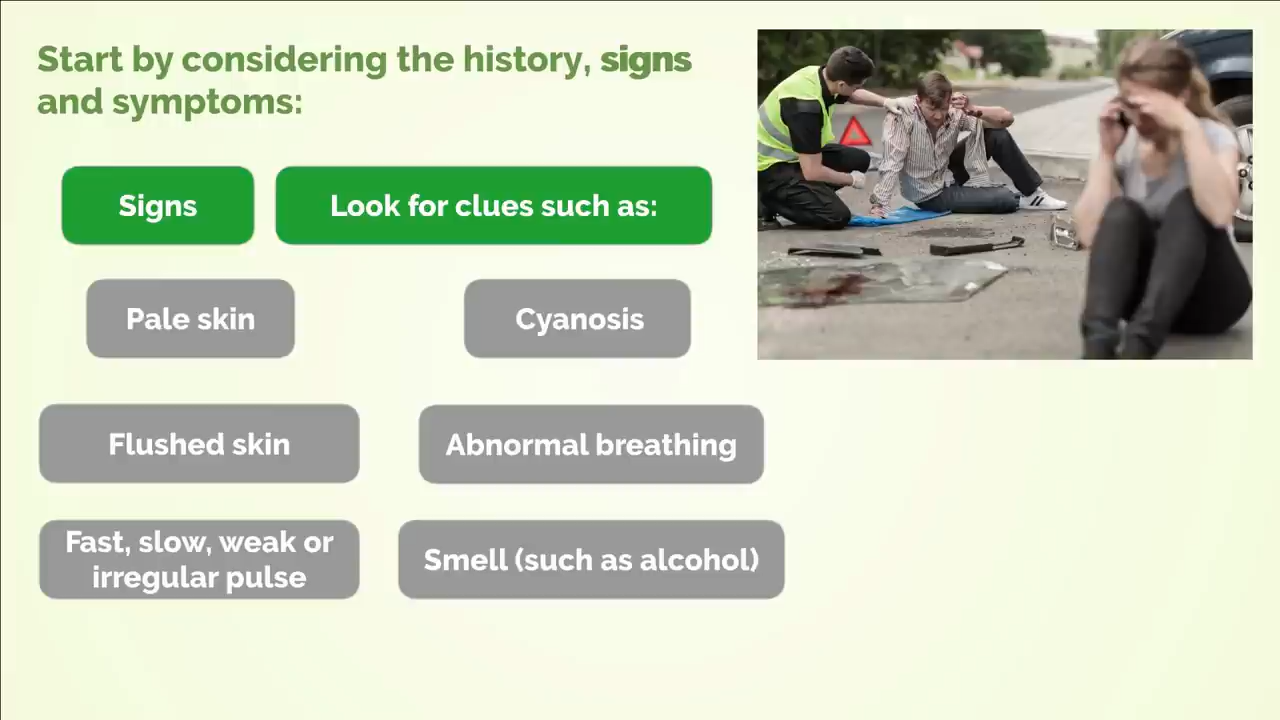 Start by considering the history, signs
and symptoms:
Signs
Look for clues such as:
Pale skin
Cyanosis
Flushed skin
Abnormal breathing
Fast, slow, weak or
irregular pulse
Smell (such as alcohol)